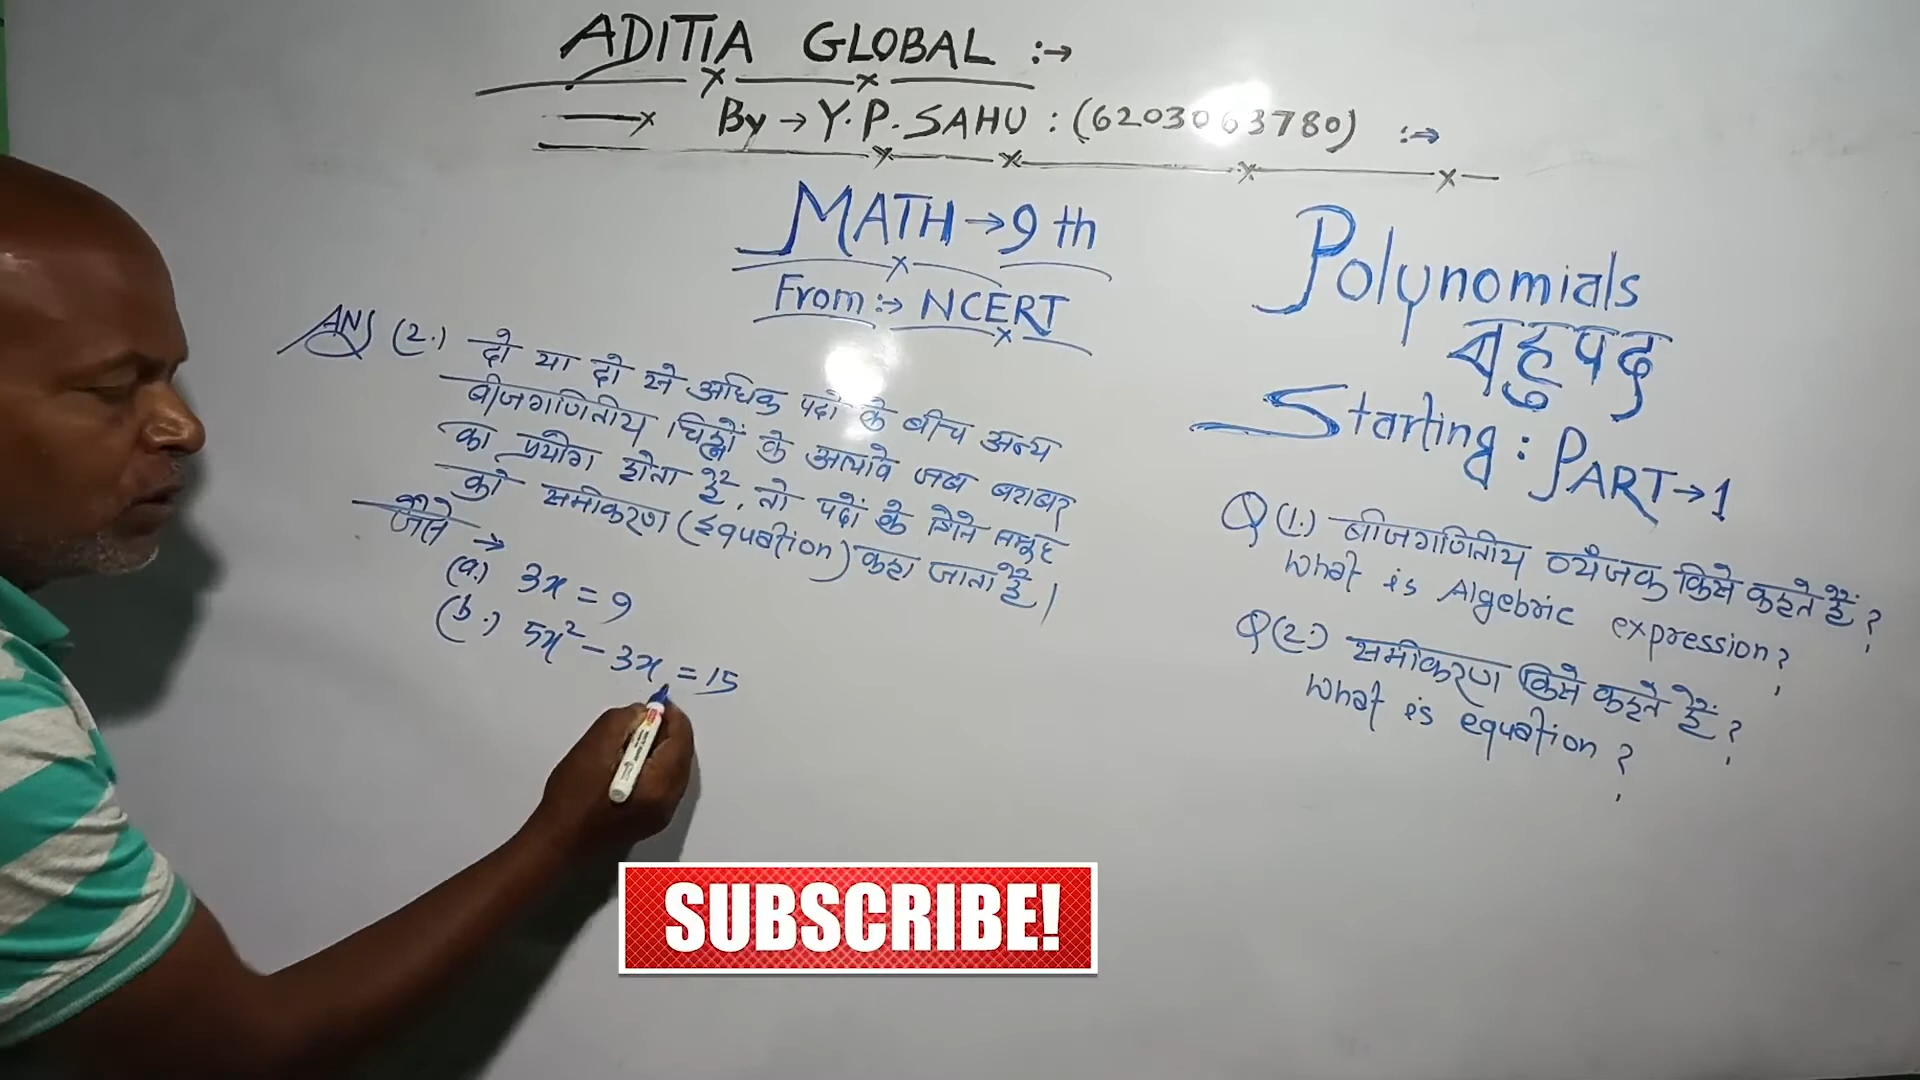 ADITIA GLOBAL :→
By → Y.P. SAHU : (6203063780) :→
MATH → 9 th
From :→ NCERT
ANS (2.) दो या दो से अधिक पदों के बीच अन्य
बीजगणितीय चिह्नों के अलावे जब बराबर
का प्रयोग होता है, तो पदों के मिले समूह
को समीकरण (Equation) कहा जाता है।
जैसे →
(a.) 3x = 9
(b.) 5x² - 3x = 15
Polynomials
बहुपद
Starting : PART → 1
Q (1.) बीजगणितीय व्यंजक किसे कहते हैं ?
What is Algebric expression ?
Q (2.) समीकरण किसे कहते हैं ?
What is equation ?
SUBSCRIBE!